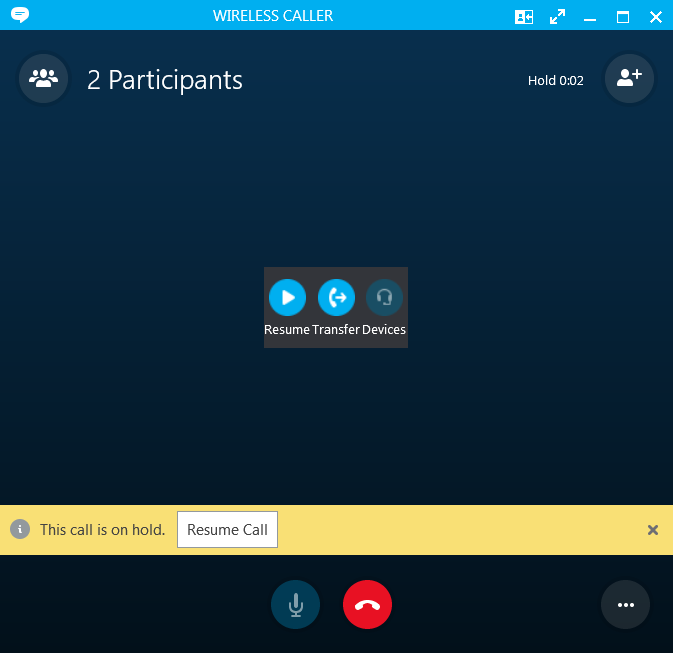 WIRELESS CALLER
2 Participants
Hold 0:02
Resume Transfer Devices
This call is on hold.
Resume Call